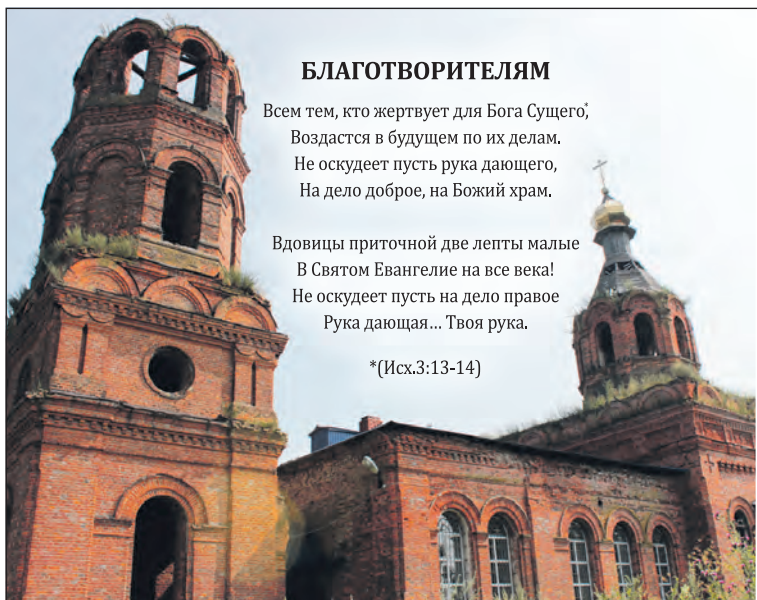 БЛАГОТВОРИТЕЛЯМ
Всем тем, кто жертвует для Бога Сущего,*
Воздастся в будущем по их делам.
Не оскудеет пусть рука дающего,
На дело доброе, на Божий храм.
Вдовицы приточной две лепты малые
В Святом Евангелие на все века!
Не оскудеет пусть на дело правое
Рука дающая... Твоя рука.
*(Исх.3:13-14)